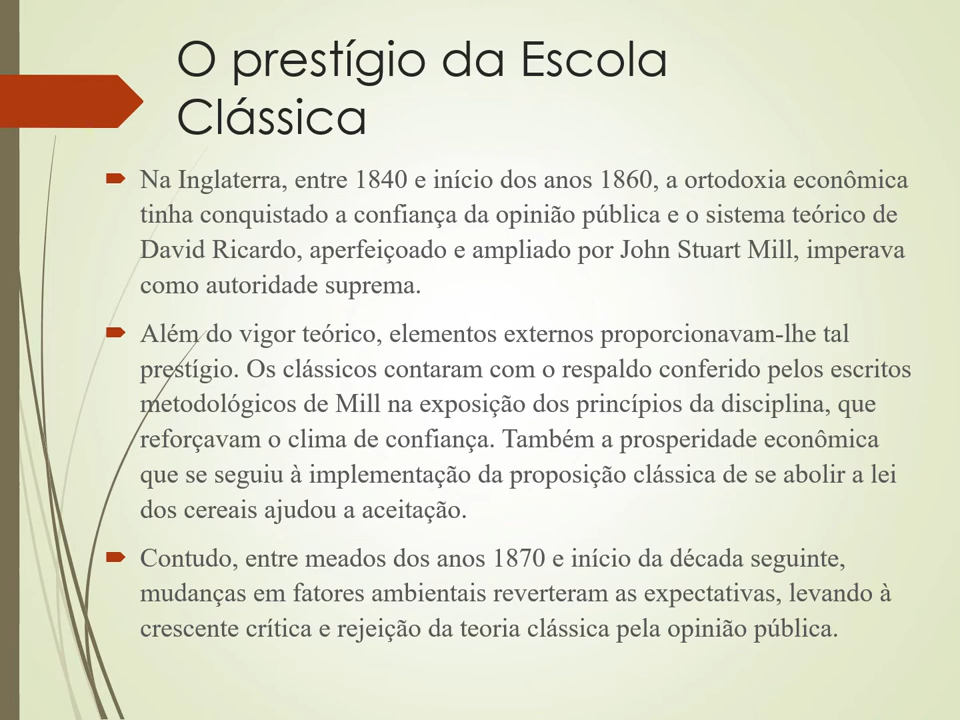 O prestígio da Escola
Clássica
Na Inglaterra, entre 1840 e início dos anos 1860, a ortodoxia econômica
tinha conquistado a confiança da opinião pública e o sistema teórico de
David Ricardo, aperfeiçoado e ampliado por John Stuart Mill, imperava
como autoridade suprema.
Além do vigor teórico, elementos externos proporcionavam-lhe tal
prestígio. Os clássicos contaram com o respaldo conferido pelos escritos
metodológicos de Mill na exposição dos princípios da disciplina, que
reforçavam o clima de confiança. Também a prosperidade econômica
que se seguiu à implementação da proposição clássica de se abolir a lei
dos cereais ajudou a aceitação.
Contudo, entre meados dos anos 1870 e início da década seguinte,
mudanças em fatores ambientais reverteram as expectativas, levando à
crescente crítica e rejeição da teoria clássica pela opinião pública.